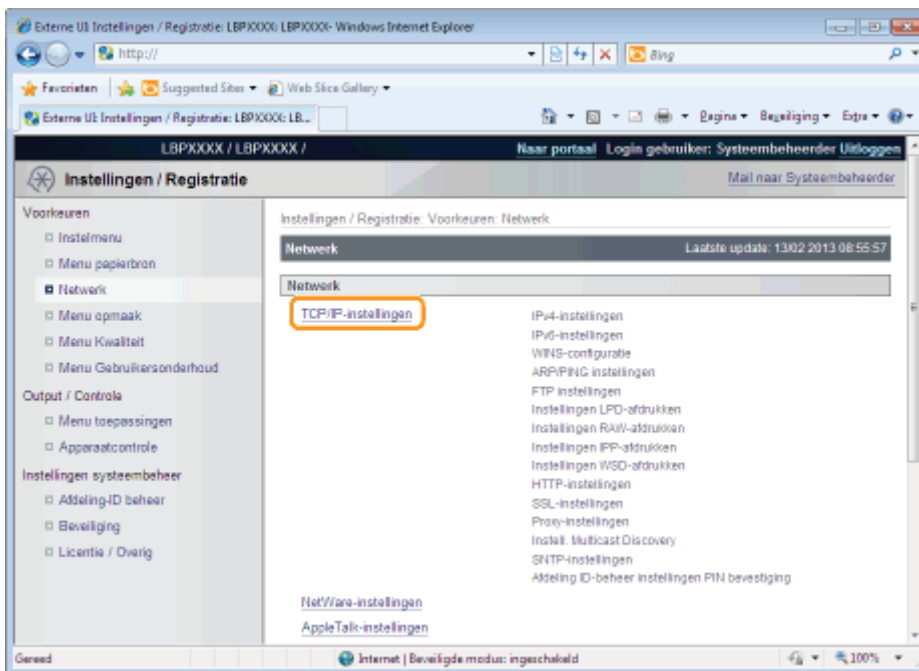 Externe UI: Instellingen / Registratie: LBPXXXX: LBPXXXX - Windows Internet Explorer
http://
Bing
Favorieten Suggested Sites Web Slice Gallery
Externe UI: Instellingen / Registratie: LBPXXXX: LB... Pagina Beveiliging Extra
LBPXXXX / LBPXXXX / Naar portaal Login gebruiker: Systeembeheerder Uitloggen
Instellingen / Registratie Mail naar Systeembeheerder
Voorkeuren
Instelmenu
Menu papierbron
Netwerk
Menu opmaak
Menu Kwaliteit
Menu Gebruikersonderhoud
Output / Controle
Menu toepassingen
Apparaatcontrole
Instellingen systeembeheer
Afdeling-ID beheer
Beveiliging
Licentie / Overig
Instellingen / Registratie: Voorkeuren: Netwerk
Netwerk Laatste update: 13/02 2013 08:55:57
Netwerk
TCP/IP-instellingen
IPv4-instellingen
IPv6-instellingen
WINS-configuratie
ARP/PING instellingen
FTP instellingen
Instellingen LPD-afdrukken
Instellingen RAW-afdrukken
Instellingen IPP-afdrukken
Instellingen WSD-afdrukken
HTTP-instellingen
SSL-instellingen
Proxy-instellingen
Instell. Multicast Discovery
SNTP-instellingen
Afdeling ID-beheer instellingen PIN bevestiging
NetWare-instellingen
AppleTalk-instellingen
Gereed Internet | Beveiligde modus: ingeschakeld 100%